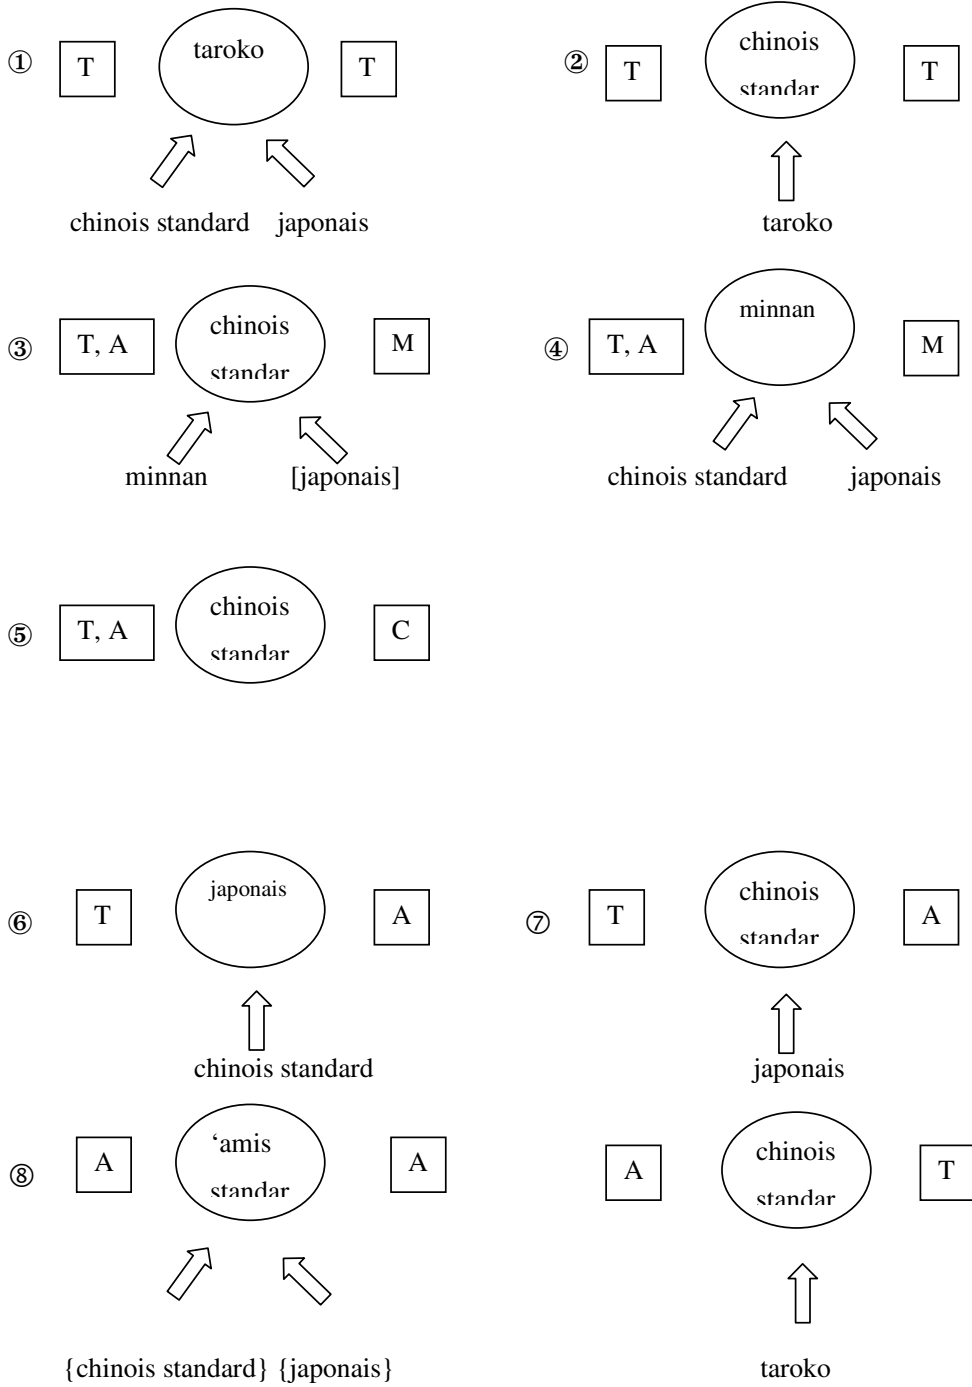 ① T taroko T
chinois standard japonais
② T chinois T
standar
taroko
③ T, A chinois M
standar
minnan [japonais]
④ T, A minnan M
chinois standard japonais
⑤ T, A chinois C
standar
⑥ T japonais A
chinois standard
⑦ T chinois A
standar
japonais
⑧ A ‘amis A
standar
{chinois standard} {japonais}
A chinois T
standar
taroko